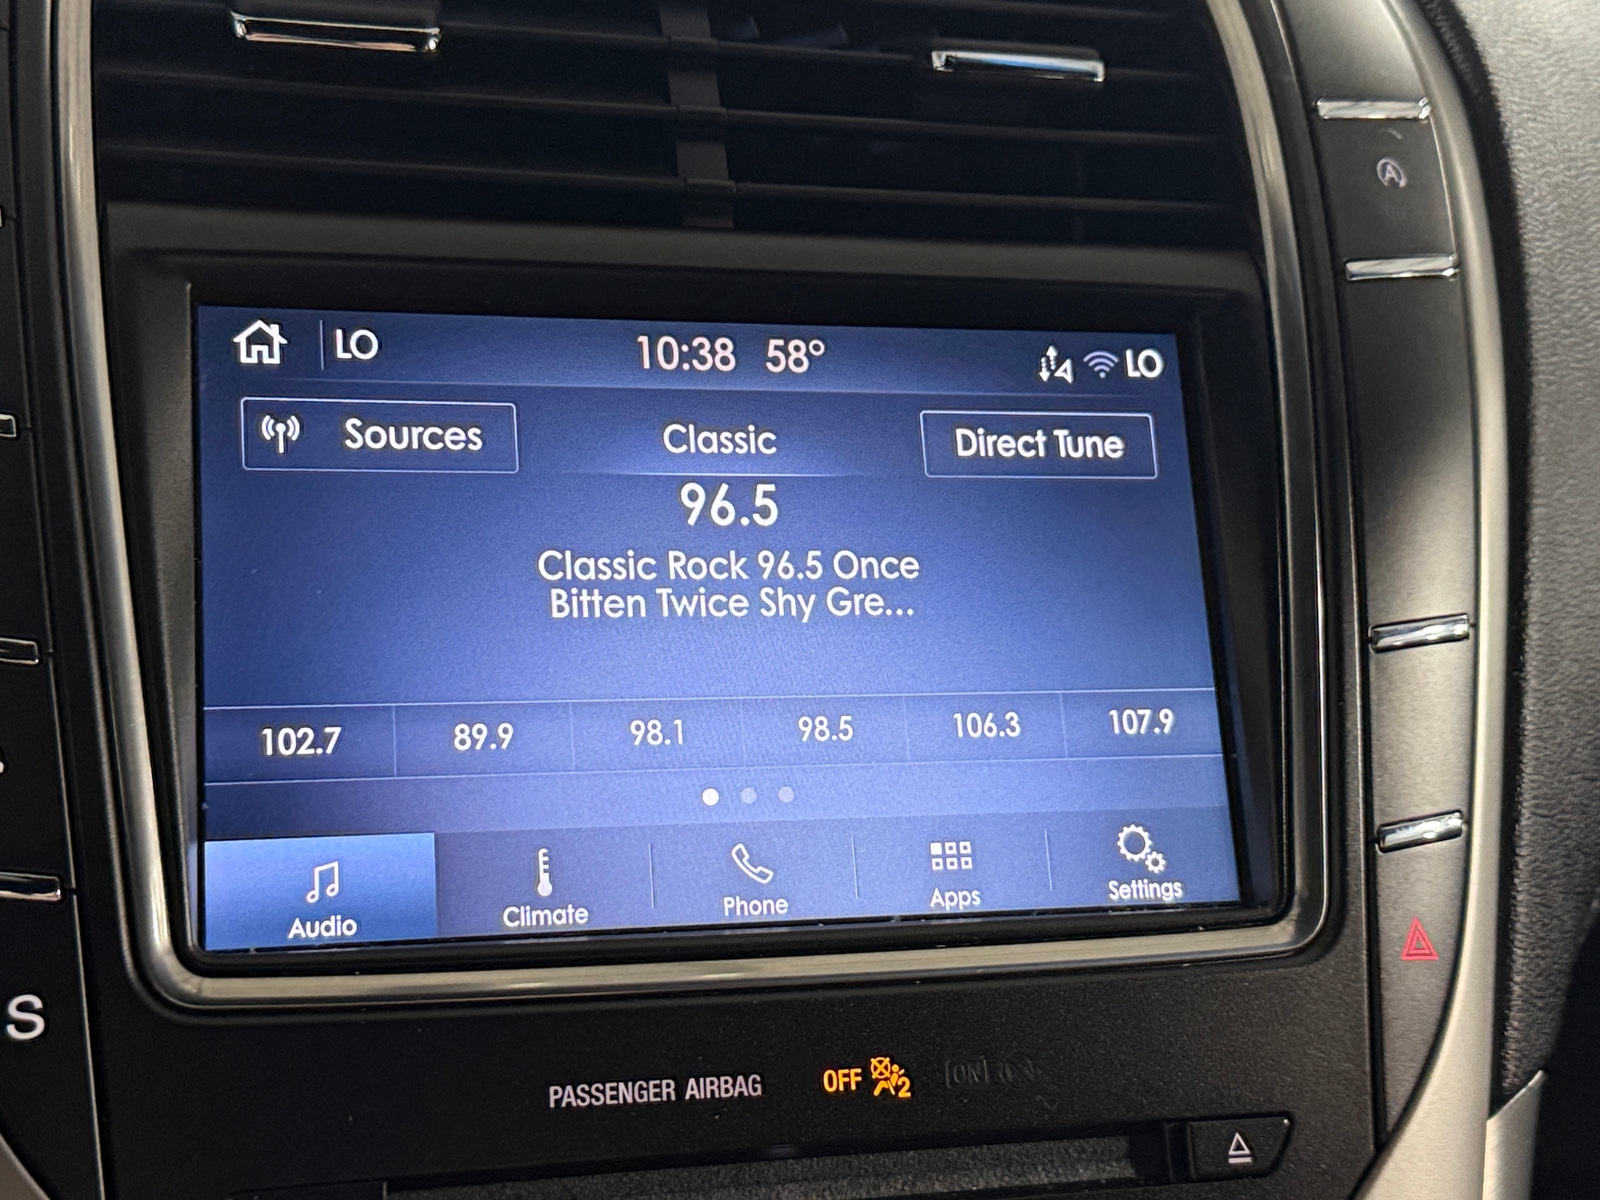 LO 10:38 58° LO
Sources Classic Direct Tune
96.5
Classic Rock 96.5 Once
Bitten Twice Shy Gre...
102.7 89.9 98.1 98.5 106.3 107.9
Audio Climate Phone Apps Settings
A
S
PASSENGER AIRBAG OFF 2 ON